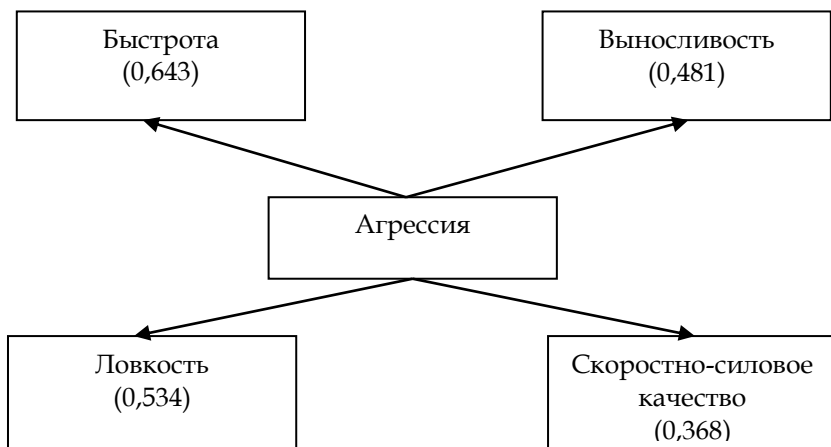 Быстрота
(0,643)
Выносливость
(0,481)
Агрессия
Ловкость
(0,534)
Скоростно-силовое
качество
(0,368)